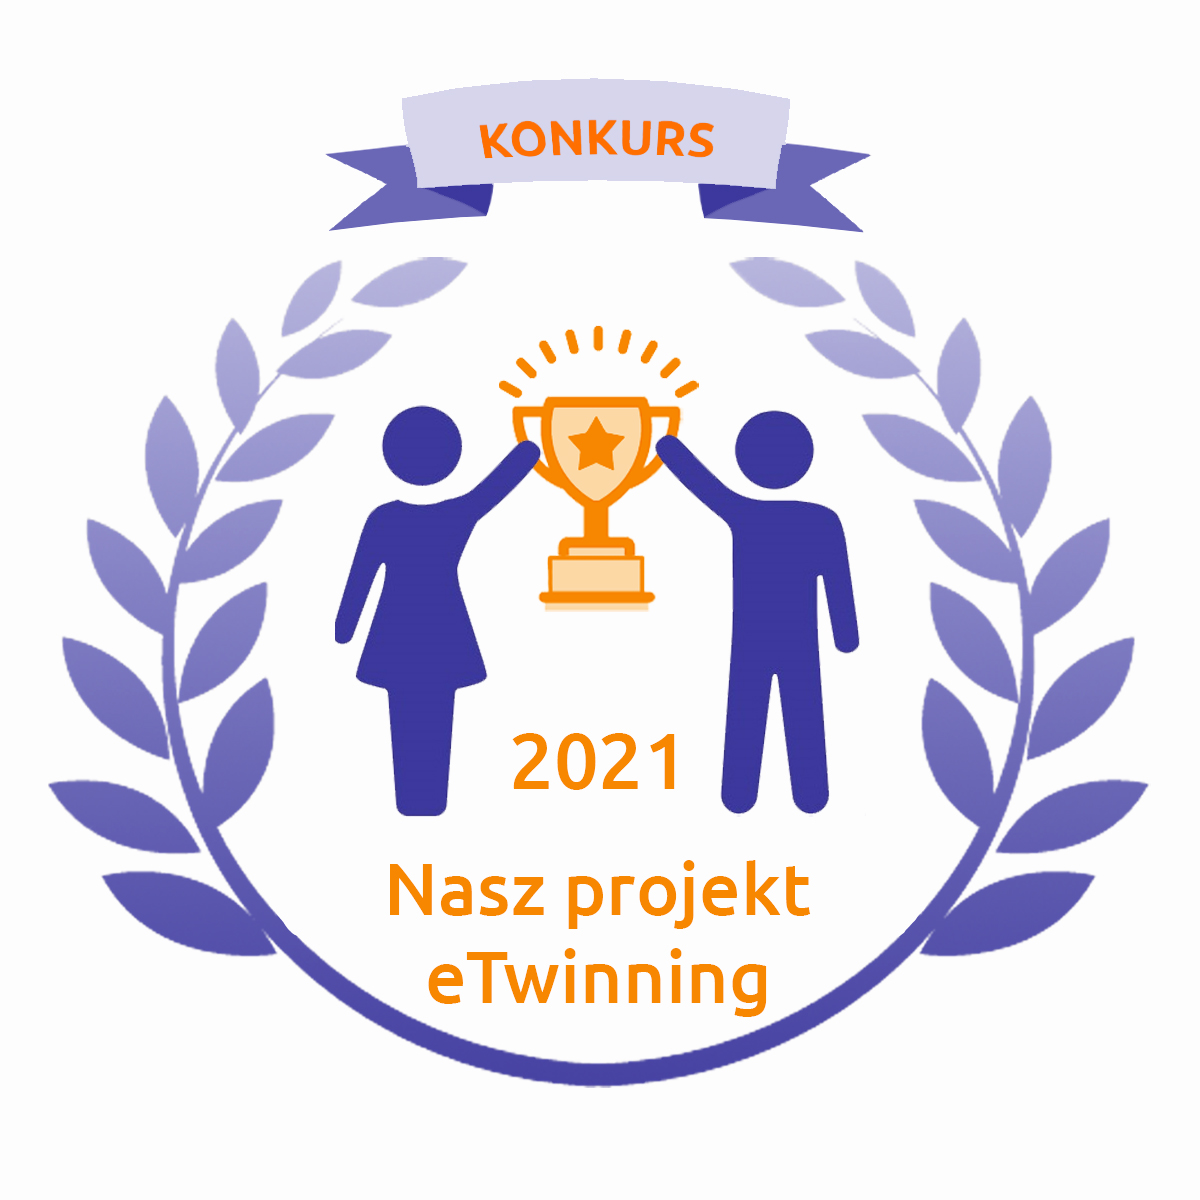 KONKURS
2021
Nasz projekt
eTwinning